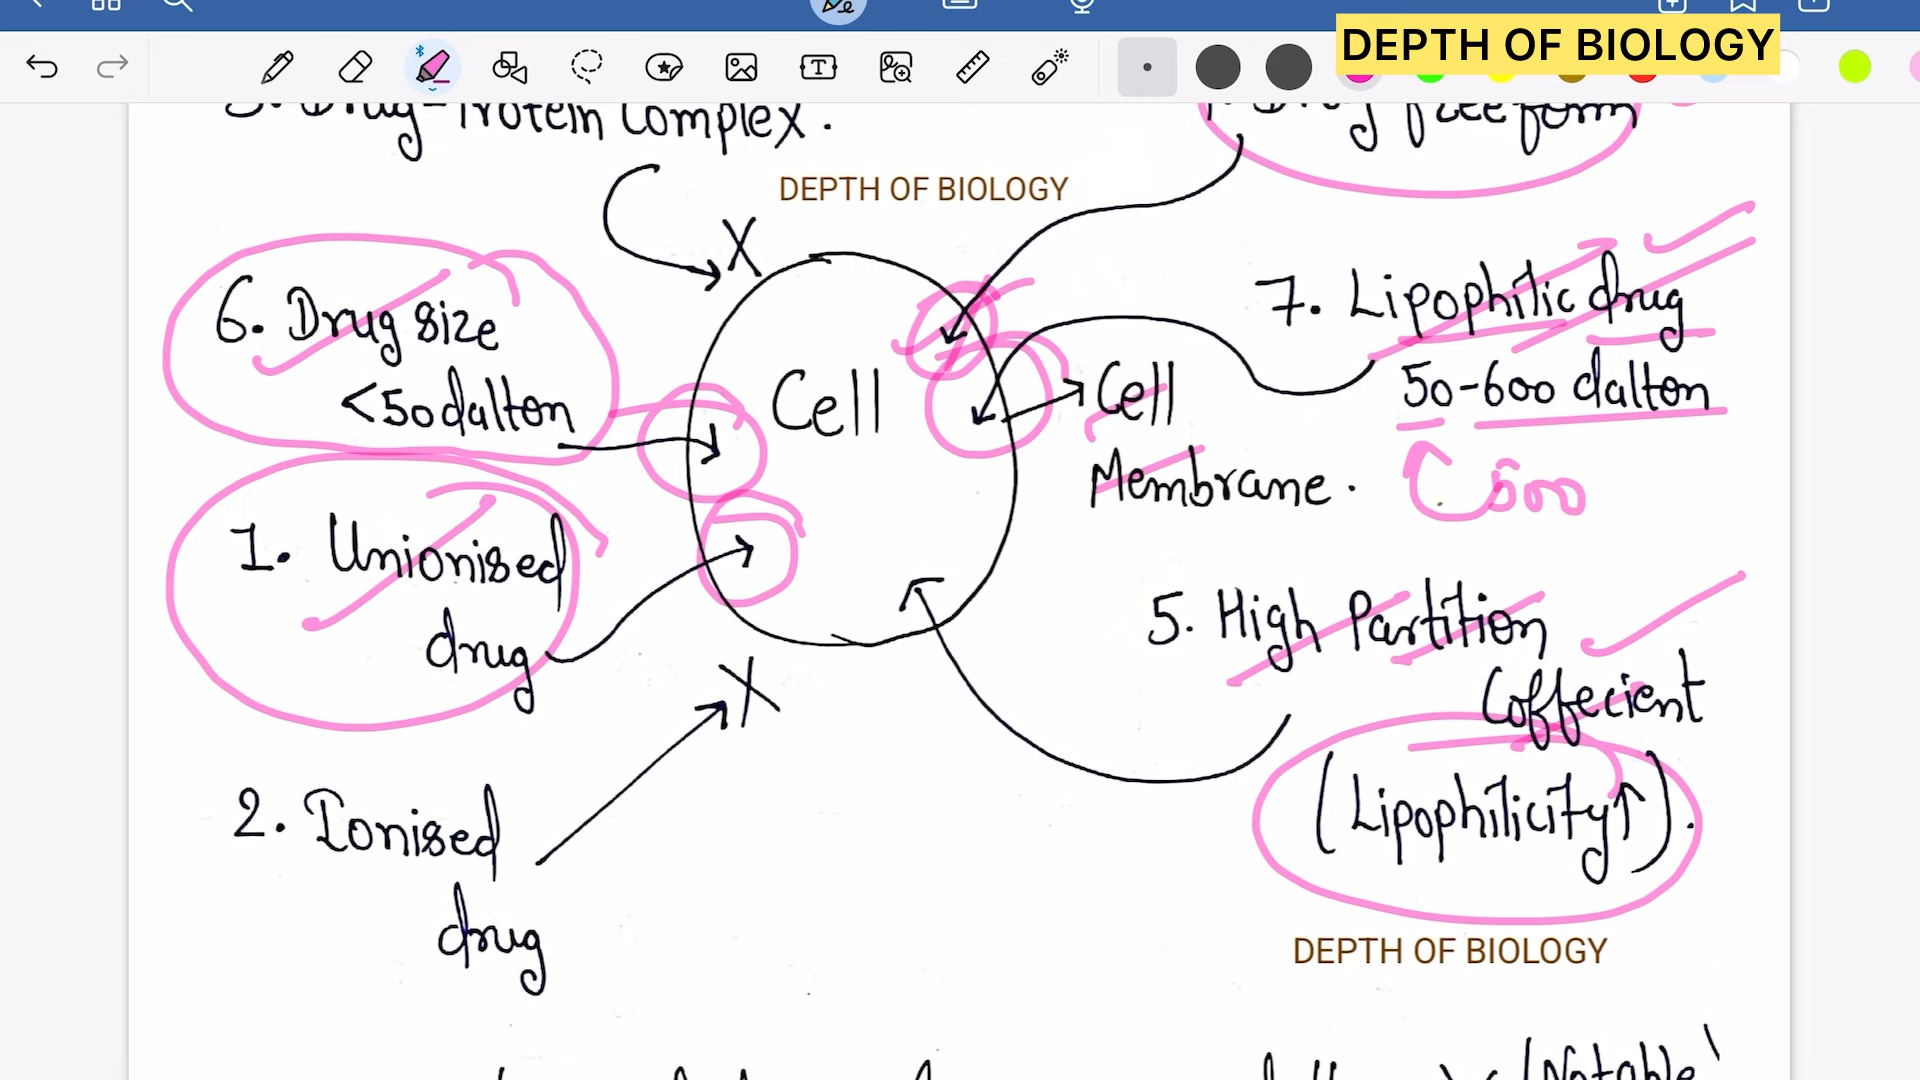 DEPTH OF BIOLOGY
3. Drug-Protein Complex.
Drug free form
DEPTH OF BIOLOGY
X
6. Drug size
<50 dalton
7. Lipophilic drug
50-600 dalton
500
Cell
Cell
Membrane.
1. Unionised
drug
5. High Partition
Coffecient
(Lipophilicity↑).
X
2. Ionised
drug
DEPTH OF BIOLOGY
(Notable